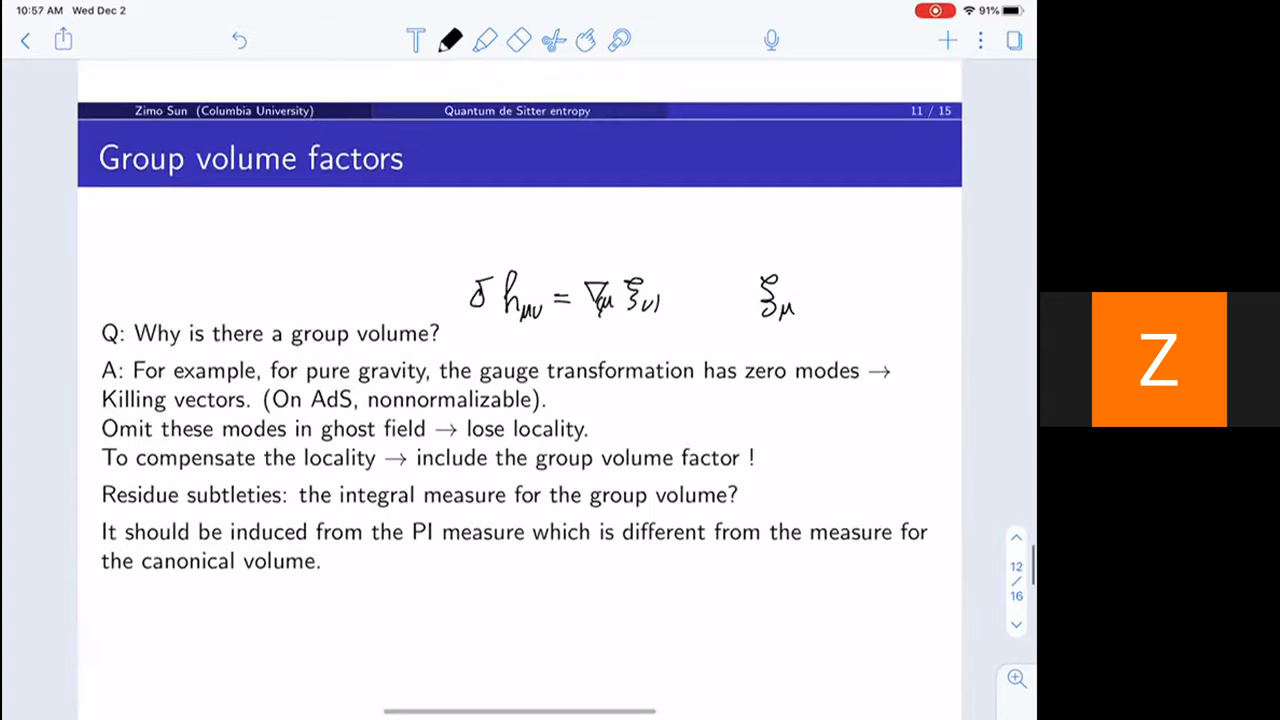 10:57 AM Wed Dec 2
91%
T
Zimo Sun (Columbia University) Quantum de Sitter entropy 11 / 15
Group volume factors
δ h_μν = ∇_(μ ξ_ν) ξ_μ
Q: Why is there a group volume?
A: For example, for pure gravity, the gauge transformation has zero modes →
Killing vectors. (On AdS, nonnormalizable).
Omit these modes in ghost field → lose locality.
To compensate the locality → include the group volume factor !
Residue subtleties: the integral measure for the group volume?
It should be induced from the PI measure which is different from the measure for
the canonical volume.
12
/
16
Z